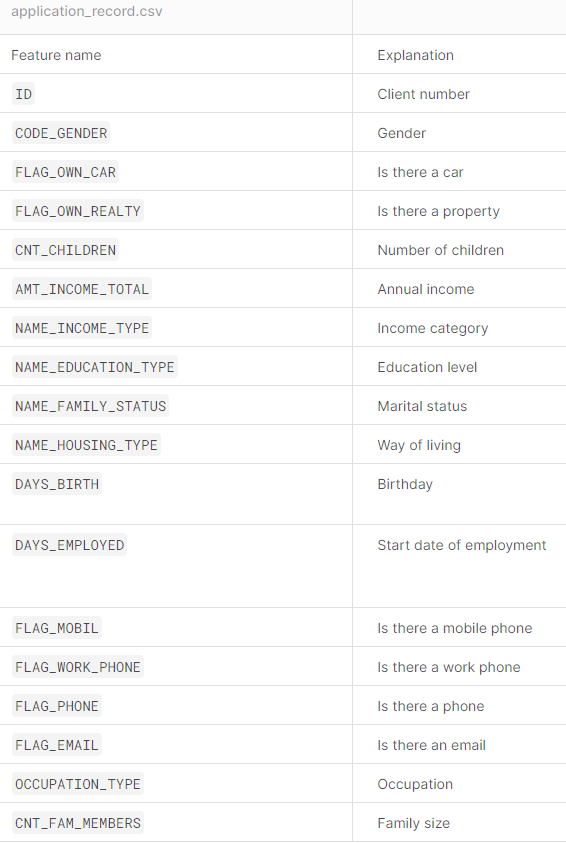 application_record.csv
Feature name Explanation
ID Client number
CODE_GENDER Gender
FLAG_OWN_CAR Is there a car
FLAG_OWN_REALTY Is there a property
CNT_CHILDREN Number of children
AMT_INCOME_TOTAL Annual income
NAME_INCOME_TYPE Income category
NAME_EDUCATION_TYPE Education level
NAME_FAMILY_STATUS Marital status
NAME_HOUSING_TYPE Way of living
DAYS_BIRTH Birthday
DAYS_EMPLOYED Start date of employment
FLAG_MOBIL Is there a mobile phone
FLAG_WORK_PHONE Is there a work phone
FLAG_PHONE Is there a phone
FLAG_EMAIL Is there an email
OCCUPATION_TYPE Occupation
CNT_FAM_MEMBERS Family size